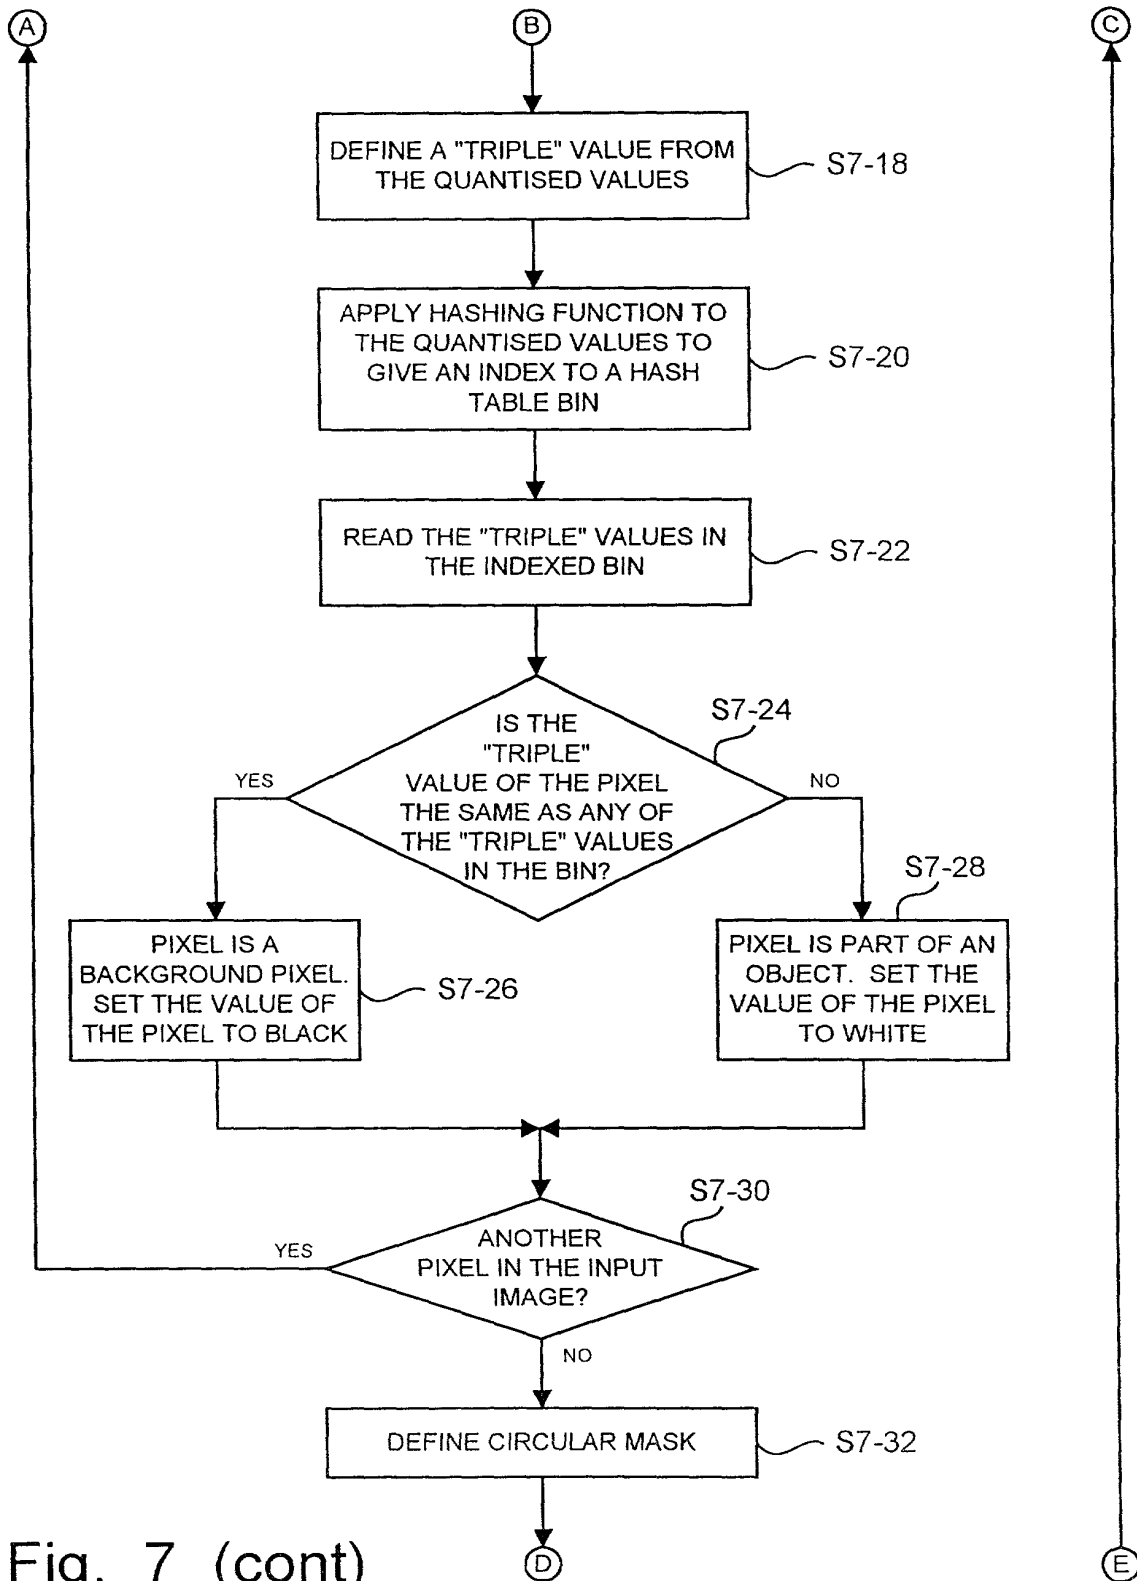 A
B
C
DEFINE A "TRIPLE" VALUE FROM
THE QUANTISED VALUES
S7-18
APPLY HASHING FUNCTION TO
THE QUANTISED VALUES TO
GIVE AN INDEX TO A HASH
TABLE BIN
S7-20
READ THE "TRIPLE" VALUES IN
THE INDEXED BIN
S7-22
IS THE
"TRIPLE"
VALUE OF THE PIXEL
THE SAME AS ANY OF
THE "TRIPLE" VALUES
IN THE BIN?
S7-24
YES
NO
PIXEL IS A
BACKGROUND PIXEL.
SET THE VALUE OF
THE PIXEL TO BLACK
S7-26
S7-28
PIXEL IS PART OF AN
OBJECT. SET THE
VALUE OF THE PIXEL
TO WHITE
S7-30
ANOTHER
PIXEL IN THE INPUT
IMAGE?
YES
NO
DEFINE CIRCULAR MASK
S7-32
Fig. 7 (cont)
D
E